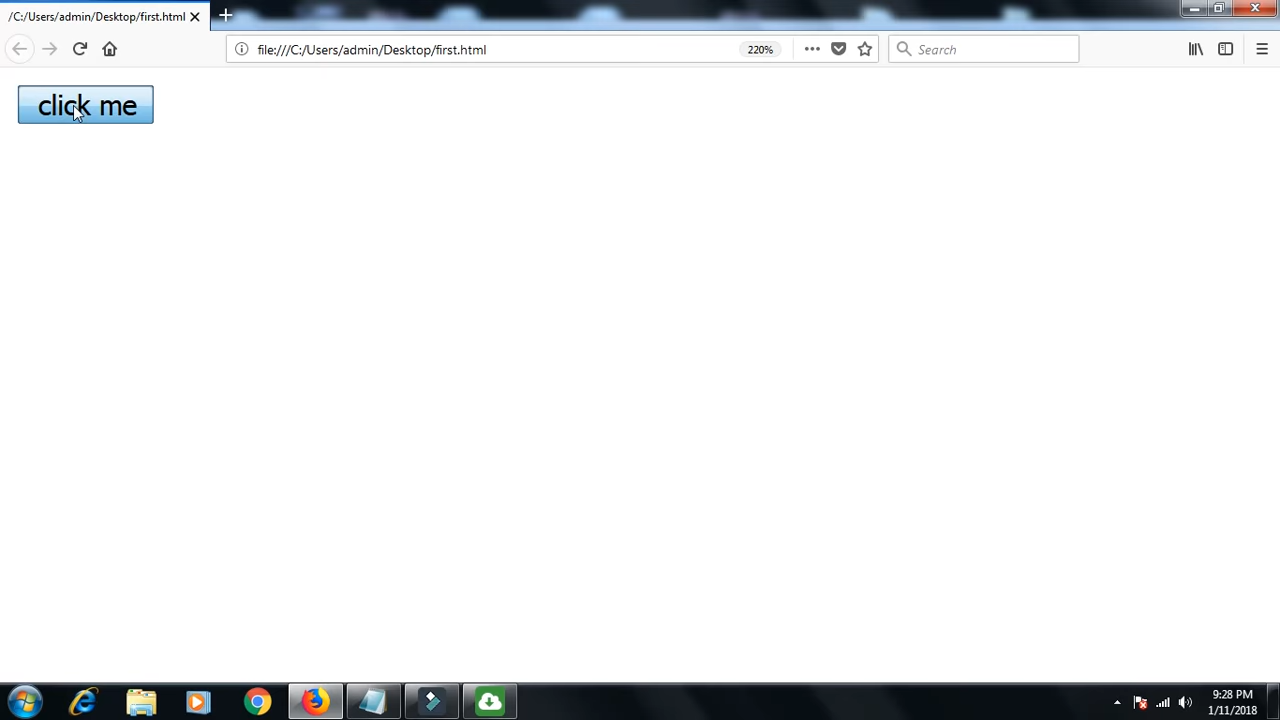 /C:/Users/admin/Desktop/first.html
file:///C:/Users/admin/Desktop/first.html
220%
Search
click me
9:28 PM
1/11/2018